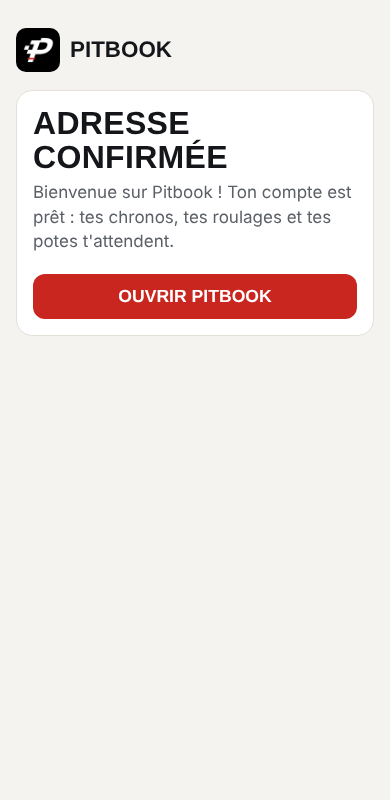 PITBOOK
ADRESSE
CONFIRMÉE
Bienvenue sur Pitbook ! Ton compte est
prêt : tes chronos, tes roulages et tes
potes t'attendent.
OUVRIR PITBOOK